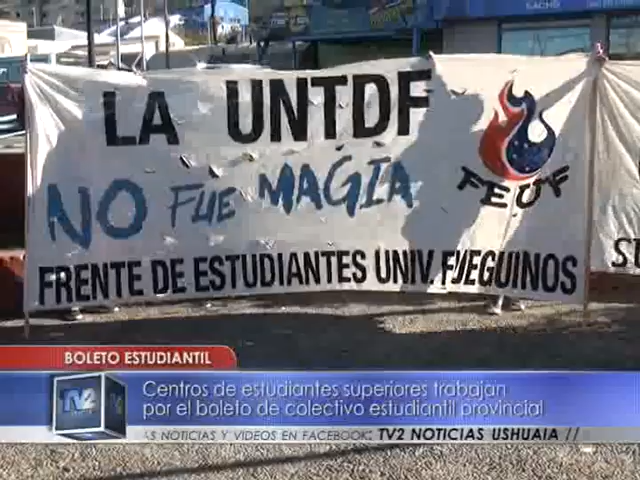 LA UNTDF
NO FUE MAGIA
FEUF
FRENTE DE ESTUDIANTES UNIV. FUEGUINOS
BOLETO ESTUDIANTIL
TV2
Centros de estudiantes superiores trabajan
por el boleto de colectivo estudiantil provincial
AS NOTICIAS Y VIDEOS EN FACEBOOK: TV2 NOTICIAS USHUAIA //